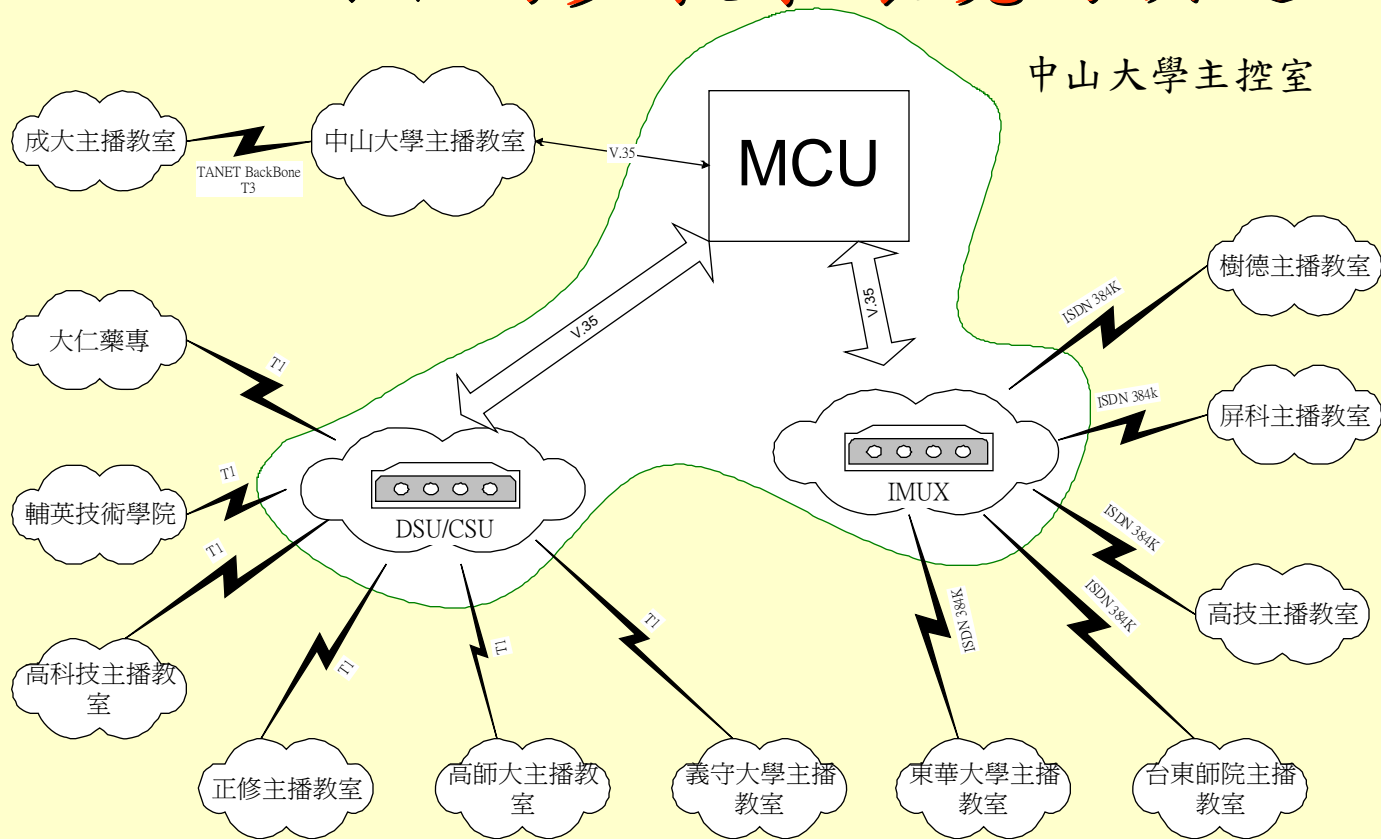 中山大學主控室
成大主播教室
中山大學主播教室
TANET BackBone
T3
V.35
MCU
V.35
V.35
樹德主播教室
ISDN 384K
大仁藥專
T1
屏科主播教室
ISDN 384k
IMUX
DSU/CSU
輔英技術學院
T1
T1
ISDN 384K
高技主播教室
高科技主播教
室
T1
T1
T1
ISDN 384K
ISDN 384K
正修主播教室
高師大主播教
室
義守大學主播
教室
東華大學主播
教室
台東師院主播
教室